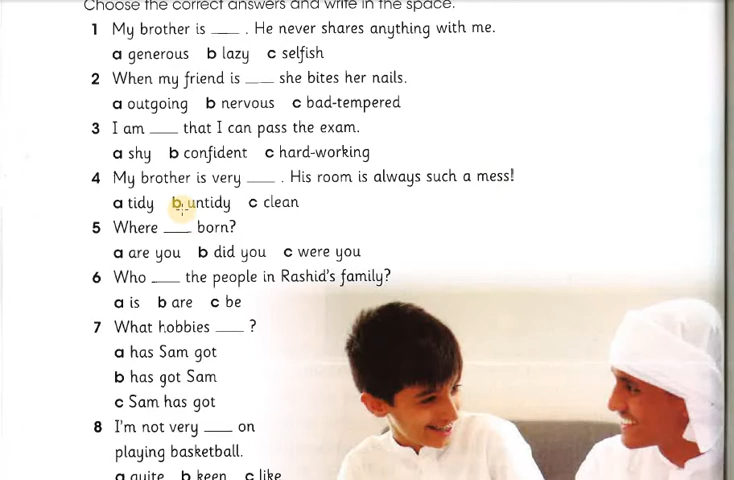 Choose the correct answers and write in the space.
1 My brother is ___ . He never shares anything with me.
a generous b lazy c selfish
2 When my friend is ___ she bites her nails.
a outgoing b nervous c bad-tempered
3 I am ___ that I can pass the exam.
a shy b confident c hard-working
4 My brother is very ___ . His room is always such a mess!
a tidy b untidy c clean
5 Where ___ born?
a are you b did you c were you
6 Who ___ the people in Rashid's family?
a is b are c be
7 What hobbies ___ ?
a has Sam got
b has got Sam
c Sam has got
8 I'm not very ___ on
playing basketball.
a quite b keen c like